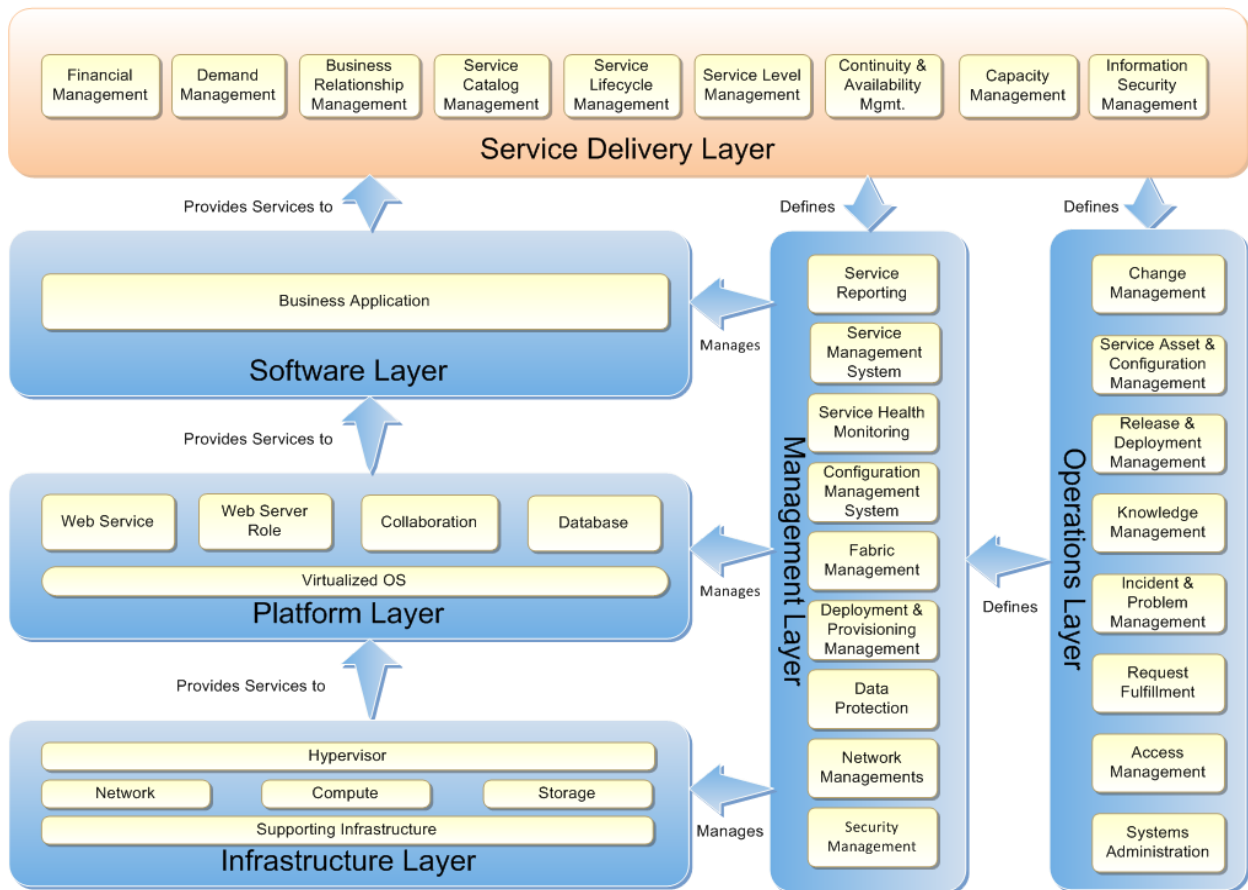 Financial
Management
Demand
Management
Business
Relationship
Management
Service
Catalog
Management
Service
Lifecycle
Management
Service Level
Management
Continuity &
Availability
Mgmt.
Capacity
Management
Information
Security
Management
Service Delivery Layer
Provides Services to
Defines
Defines
Business Application
Software Layer
Manages
Provides Services to
Web Service
Web Server
Role
Collaboration
Database
Virtualized OS
Platform Layer
Manages
Provides Services to
Hypervisor
Network
Compute
Storage
Supporting Infrastructure
Infrastructure Layer
Manages
Management Layer
Service
Reporting
Service
Management
System
Service Health
Monitoring
Configuration
Management
System
Fabric
Management
Deployment &
Provisioning
Management
Data
Protection
Network
Managements
Security
Management
Defines
Operations Layer
Change
Management
Service Asset &
Configuration
Management
Release &
Deployment
Management
Knowledge
Management
Incident &
Problem
Management
Request
Fulfillment
Access
Management
Systems
Administration